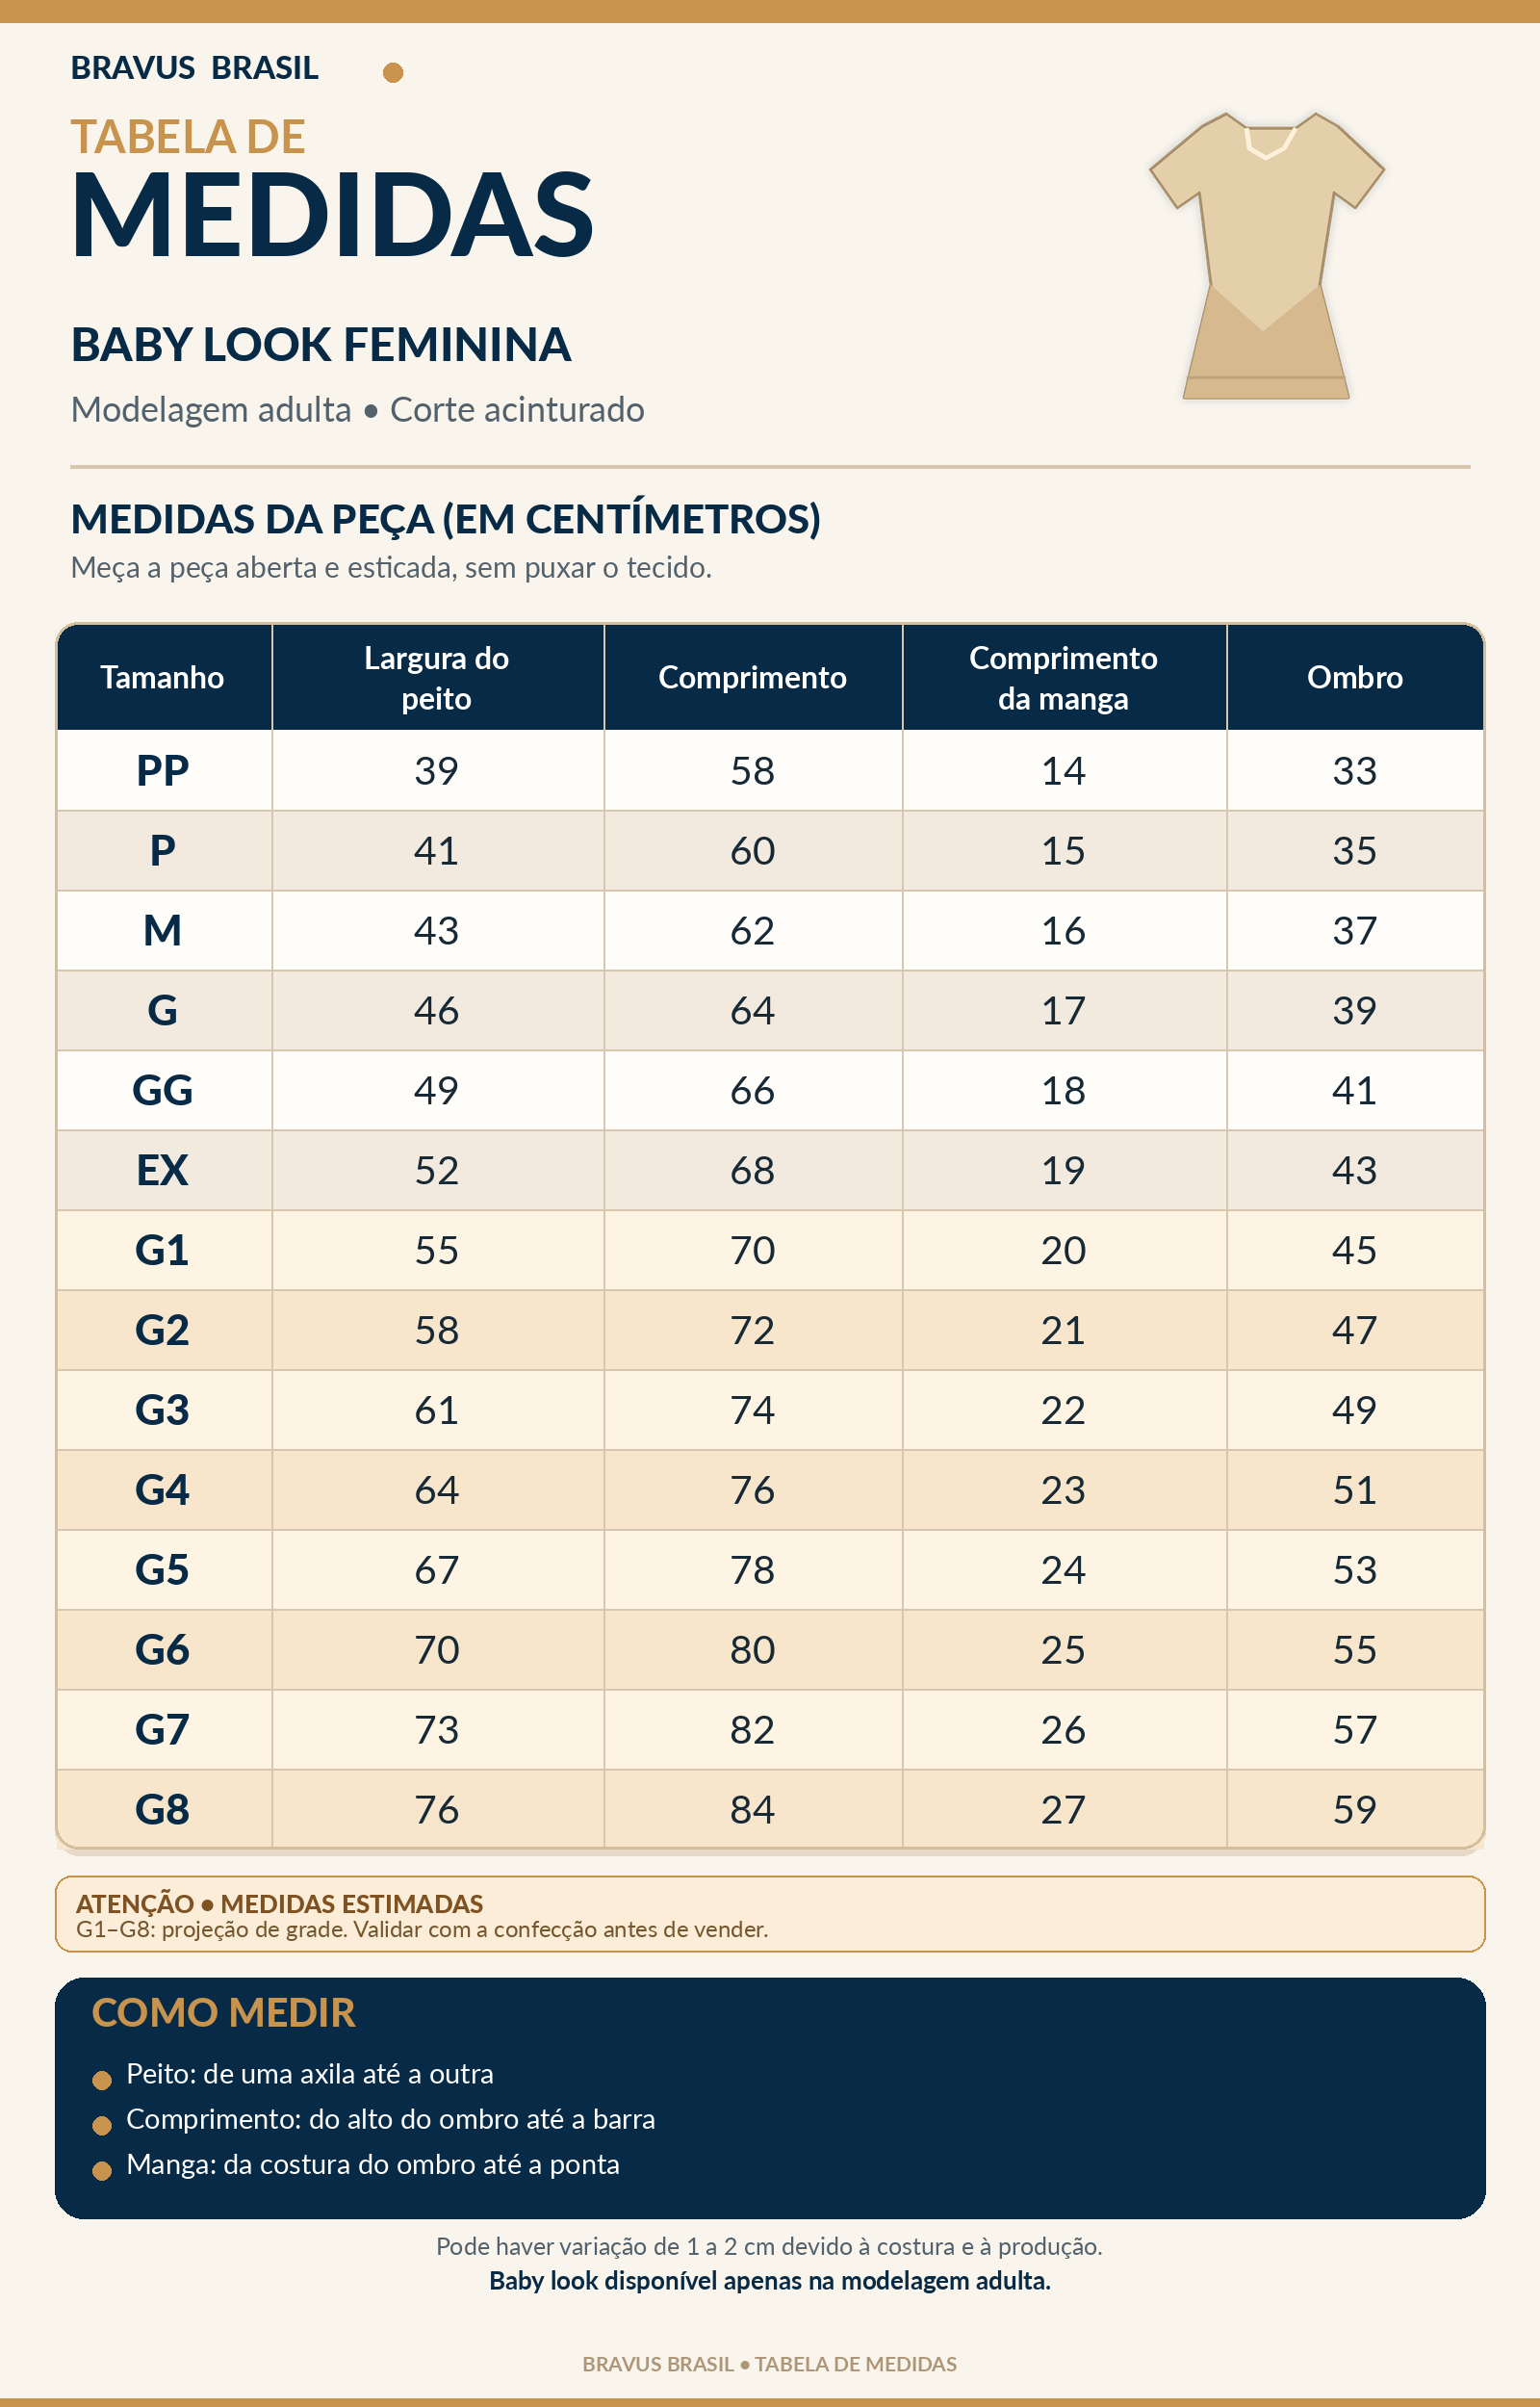 BRAVUS BRASIL
TABELA DE
MEDIDAS
BABY LOOK FEMININA
Modelagem adulta • Corte acinturado
MEDIDAS DA PEÇA (EM CENTÍMETROS)
Meça a peça aberta e esticada, sem puxar o tecido.
Tamanho Largura do peito Comprimento Comprimento da manga Ombro
PP 39 58 14 33
P 41 60 15 35
M 43 62 16 37
G 46 64 17 39
GG 49 66 18 41
EX 52 68 19 43
G1 55 70 20 45
G2 58 72 21 47
G3 61 74 22 49
G4 64 76 23 51
G5 67 78 24 53
G6 70 80 25 55
G7 73 82 26 57
G8 76 84 27 59
ATENÇÃO • MEDIDAS ESTIMADAS
G1–G8: projeção de grade. Validar com a confecção antes de vender.
COMO MEDIR
Peito: de uma axila até a outra
Comprimento: do alto do ombro até a barra
Manga: da costura do ombro até a ponta
Pode haver variação de 1 a 2 cm devido à costura e à produção.
Baby look disponível apenas na modelagem adulta.
BRAVUS BRASIL • TABELA DE MEDIDAS